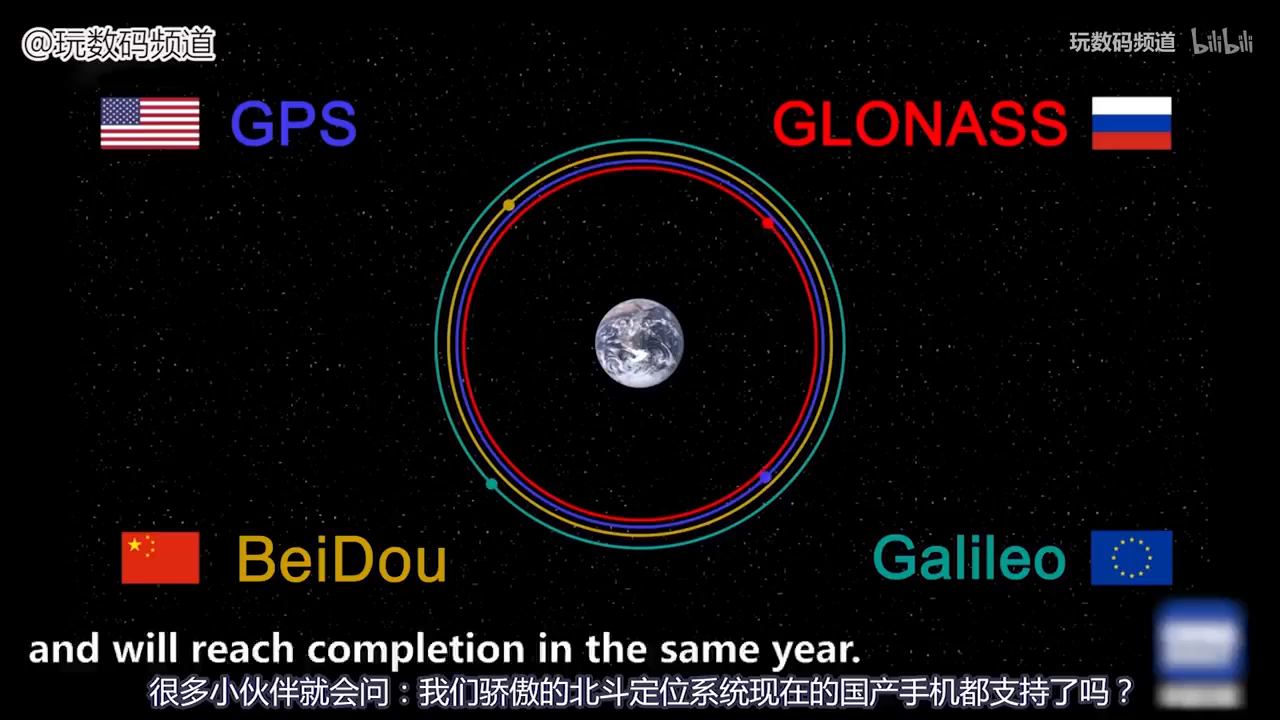 @玩数码频道
玩数码频道 bilibili
GPS
GLONASS
BeiDou
Galileo
and will reach completion in the same year.
很多小伙伴就会问：我们骄傲的北斗定位系统现在的国产手机都支持了吗？